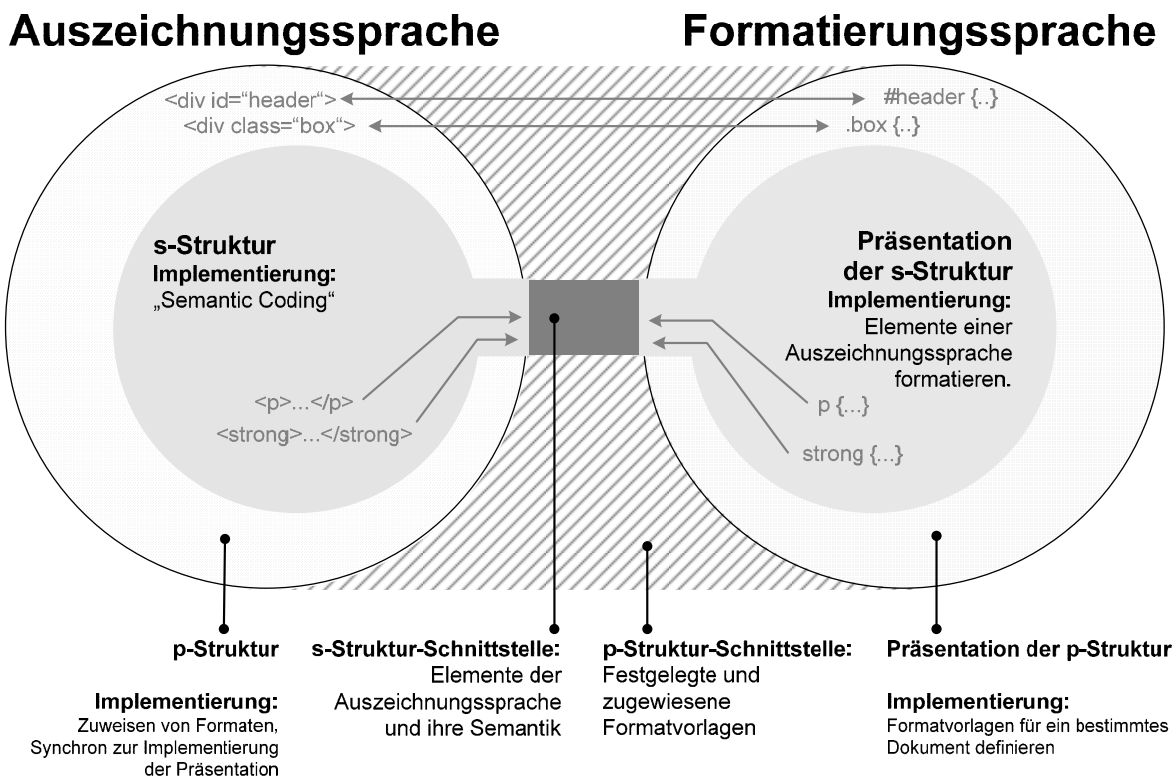 Auszeichnungssprache
Formatierungssprache
<div id=“header“>
#header {..}
<div class=“box“>
.box {..}
s-Struktur
Implementierung:
„Semantic Coding“
<p>...</p>
<strong>...</strong>
Präsentation
der s-Struktur
Implementierung:
Elemente einer
Auszeichnungssprache
formatieren.
p {...}
strong {...}
p-Struktur
Implementierung:
Zuweisen von Formaten,
Synchron zur Implementierung
der Präsentation
s-Struktur-Schnittstelle:
Elemente der
Auszeichnungssprache
und ihre Semantik
p-Struktur-Schnittstelle:
Festgelegte und
zugewiesene
Formatvorlagen
Präsentation der p-Struktur
Implementierung:
Formatvorlagen für ein bestimmtes
Dokument definieren